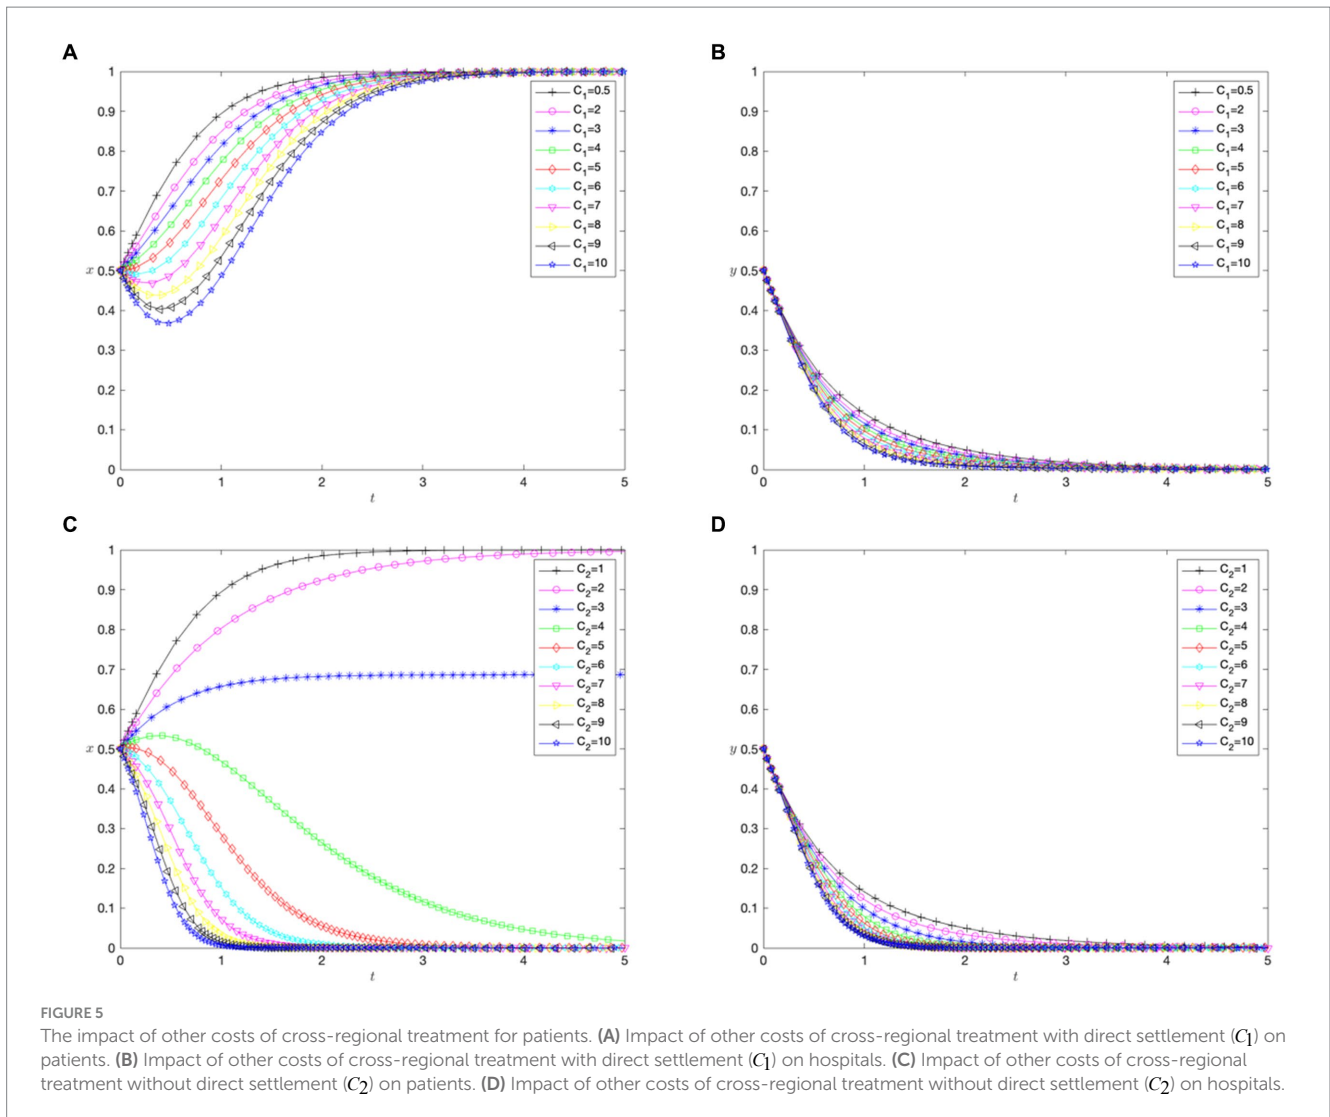 A
1
0.9
0.8
0.7
0.6
x 0.5
0.4
0.3
0.2
0.1
0
0 1 2 3 4 5
t
C1=0.5
C1=2
C1=3
C1=4
C1=5
C1=6
C1=7
C1=8
C1=9
C1=10
B
1
0.9
0.8
0.7
0.6
y 0.5
0.4
0.3
0.2
0.1
0
0 1 2 3 4 5
t
C1=0.5
C1=2
C1=3
C1=4
C1=5
C1=6
C1=7
C1=8
C1=9
C1=10
C
1
0.9
0.8
0.7
0.6
x 0.5
0.4
0.3
0.2
0.1
0
0 1 2 3 4 5
t
C2=1
C2=2
C2=3
C2=4
C2=5
C2=6
C2=7
C2=8
C2=9
C2=10
D
1
0.9
0.8
0.7
0.6
y 0.5
0.4
0.3
0.2
0.1
0
0 1 2 3 4 5
t
C2=1
C2=2
C2=3
C2=4
C2=5
C2=6
C2=7
C2=8
C2=9
C2=10
FIGURE 5
The impact of other costs of cross-regional treatment for patients. (A) Impact of other costs of cross-regional treatment with direct settlement (C1) on
patients. (B) Impact of other costs of cross-regional treatment with direct settlement (C1) on hospitals. (C) Impact of other costs of cross-regional
treatment without direct settlement (C2) on patients. (D) Impact of other costs of cross-regional treatment without direct settlement (C2) on hospitals.